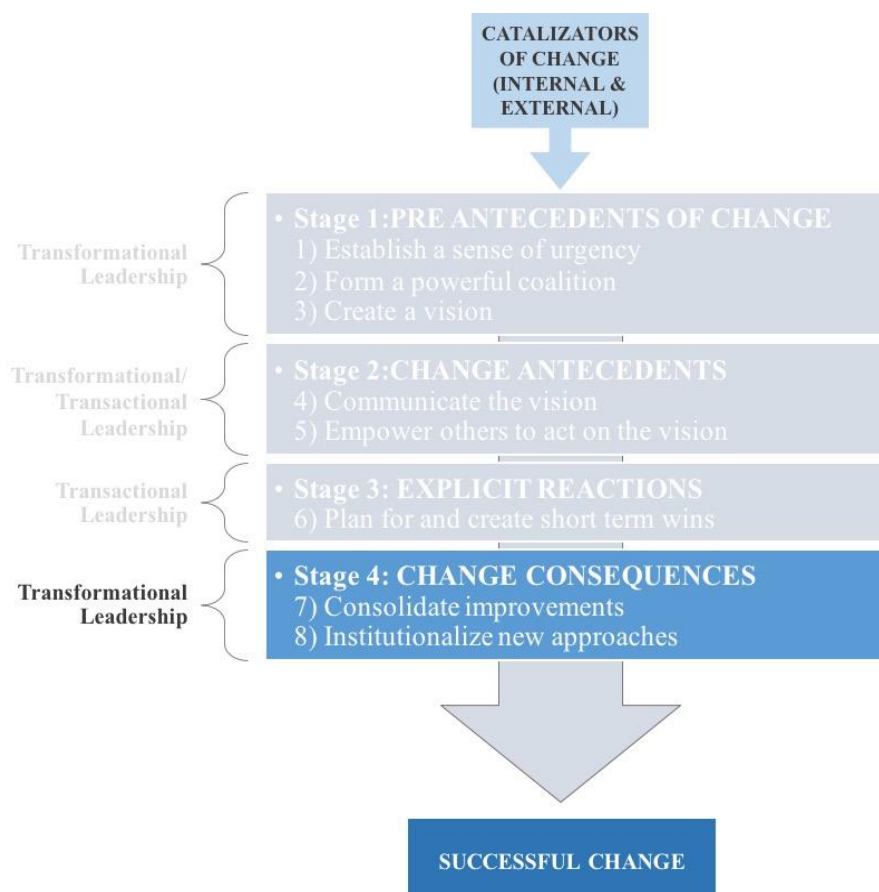 CATALIZATORS
OF CHANGE
(INTERNAL &
EXTERNAL)
Transformational
Leadership
• Stage 1:PRE ANTECEDENTS OF CHANGE
1) Establish a sense of urgency
2) Form a powerful coalition
3) Create a vision
Transformational/
Transactional
Leadership
• Stage 2:CHANGE ANTECEDENTS
4) Communicate the vision
5) Empower others to act on the vision
Transactional
Leadership
• Stage 3: EXPLICIT REACTIONS
6) Plan for and create short term wins
Transformational
Leadership
• Stage 4: CHANGE CONSEQUENCES
7) Consolidate improvements
8) Institutionalize new approaches
SUCCESSFUL CHANGE